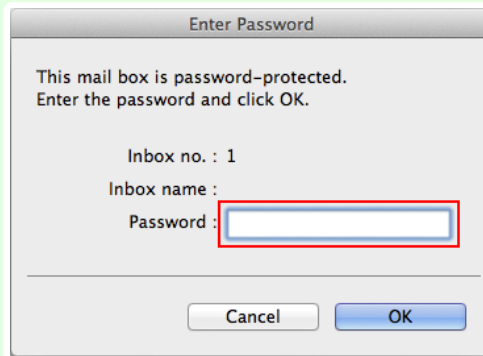 Enter Password
This mail box is password-protected.
Enter the password and click OK.
Inbox no. : 1
Inbox name :
Password :
Cancel
OK